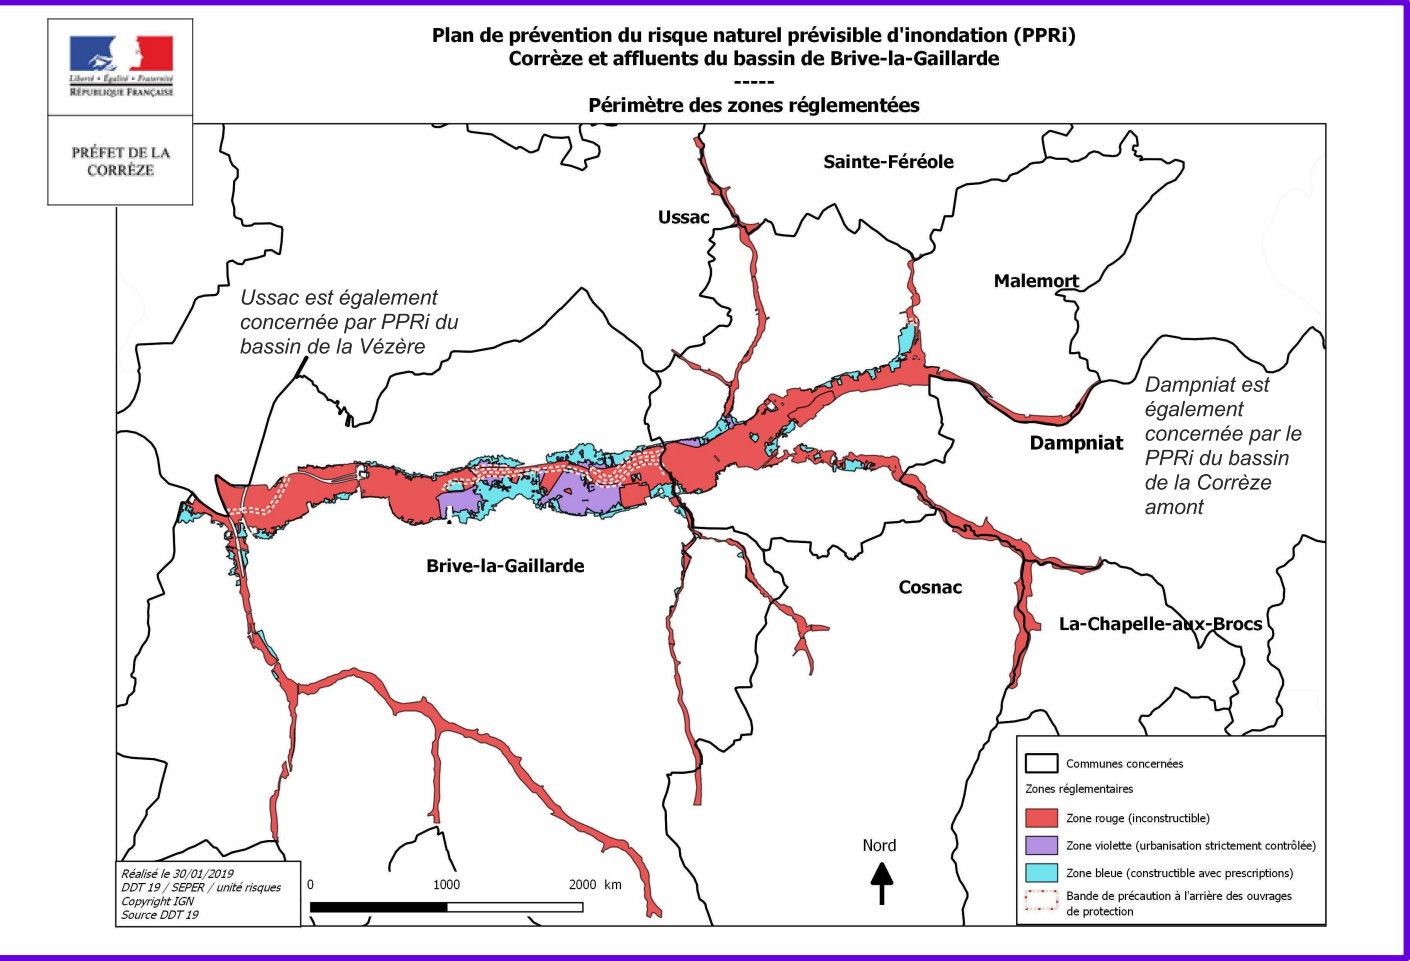 Plan de prévention du risque naturel prévisible d'inondation (PPRi)
Corrèze et affluents du bassin de Brive-la-Gaillarde
-----
Périmètre des zones réglementées
Liberté • Égalité • Fraternité
RÉPUBLIQUE FRANÇAISE
PRÉFET DE LA
CORRÈZE
Sainte-Féréole
Ussac
Malemort
Ussac est également
concernée par PPRi du
bassin de la Vézère
Dampniat est
également
concernée par le
PPRi du bassin
de la Corrèze
amont
Dampniat
Brive-la-Gaillarde
Cosnac
La-Chapelle-aux-Brocs
Communes concernées
Zones réglementaires
Zone rouge (inconstructible)
Zone violette (urbanisation strictement contrôlée)
Zone bleue (constructible avec prescriptions)
Bande de précaution à l'arrière des ouvrages
de protection
Nord
Réalisé le 30/01/2019
DDT 19 / SEPER / unité risques
Copyright IGN
Source DDT 19
0 1000 2000 km